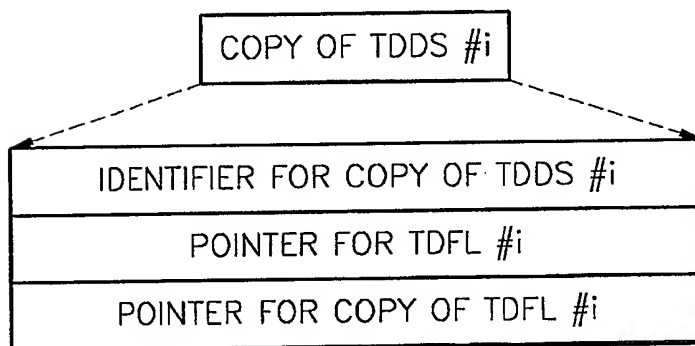 COPY OF TDDS #i
IDENTIFIER FOR COPY OF TDDS #i
POINTER FOR TDFL #i
POINTER FOR COPY OF TDFL #i